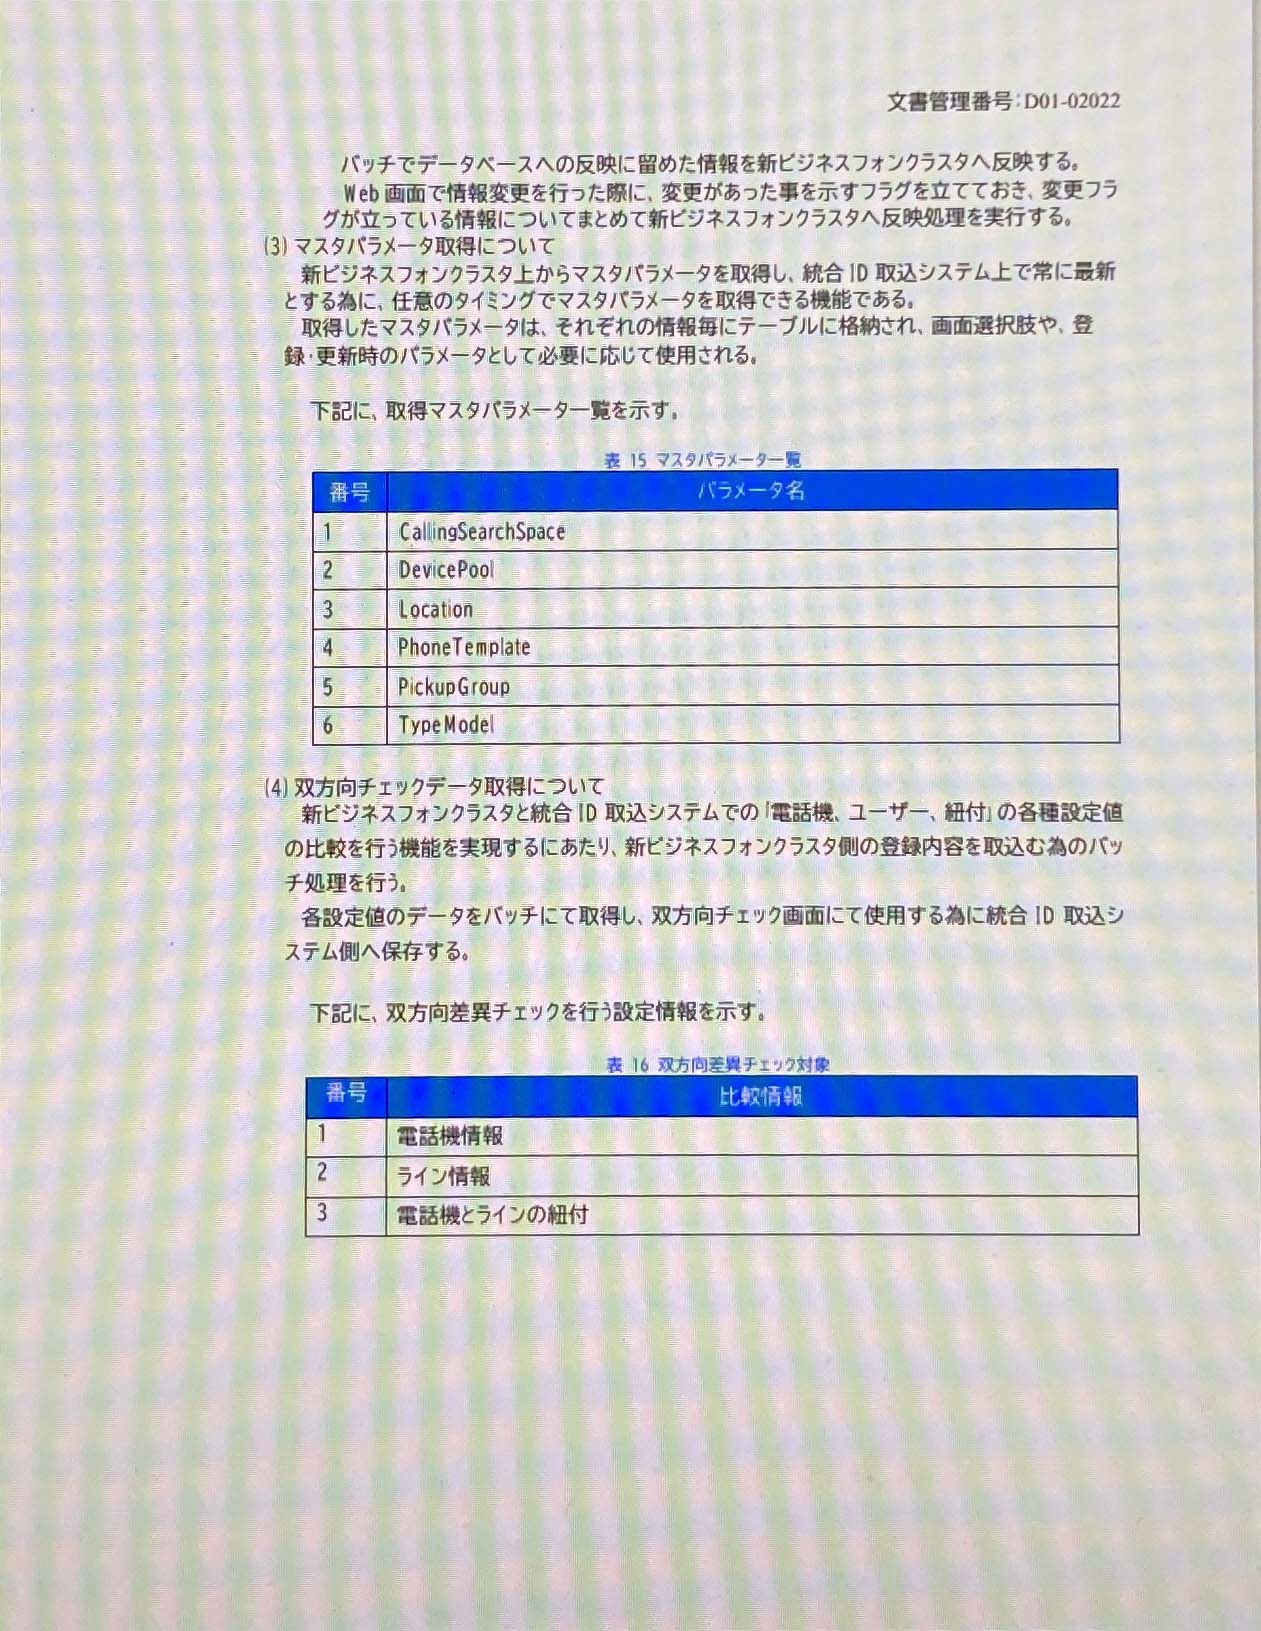 文書管理番号:D01-02022
バッチでデータベースへの反映に留めた情報を新ビジネスフォンクラスタへ反映する。
Web 画面で情報変更を行った際に、変更があった事を示すフラグを立てておき、変更フラ
グが立っている情報についてまとめて新ビジネスフォンクラスタへ反映処理を実行する。
(3) マスタパラメータ取得について
新ビジネスフォンクラスタ上からマスタパラメータを取得し、統合 ID 取込システム上で常に最新
とする為に、任意のタイミングでマスタパラメータを取得できる機能である。
取得したマスタパラメータは、それぞれの情報毎にテーブルに格納され、画面選択肢や、登
録・更新時のパラメータとして必要に応じて使用される。
下記に、取得マスタパラメータ一覧を示す。
表 15 マスタパラメータ一覧
番号 パラメータ名
1 CallingSearchSpace
2 DevicePool
3 Location
4 PhoneTemplate
5 PickupGroup
6 TypeModel
(4) 双方向チェックデータ取得について
新ビジネスフォンクラスタと統合 ID 取込システムでの「電話機、ユーザー、紐付」の各種設定値
の比較を行う機能を実現するにあたり、新ビジネスフォンクラスタ側の登録内容を取込む為のバッ
チ処理を行う。
各設定値のデータをバッチにて取得し、双方向チェック画面にて使用する為に統合 ID 取込シ
ステム側へ保存する。
下記に、双方向差異チェックを行う設定情報を示す。
表 16 双方向差異チェック対象
番号 比較情報
1 電話機情報
2 ライン情報
3 電話機とラインの紐付